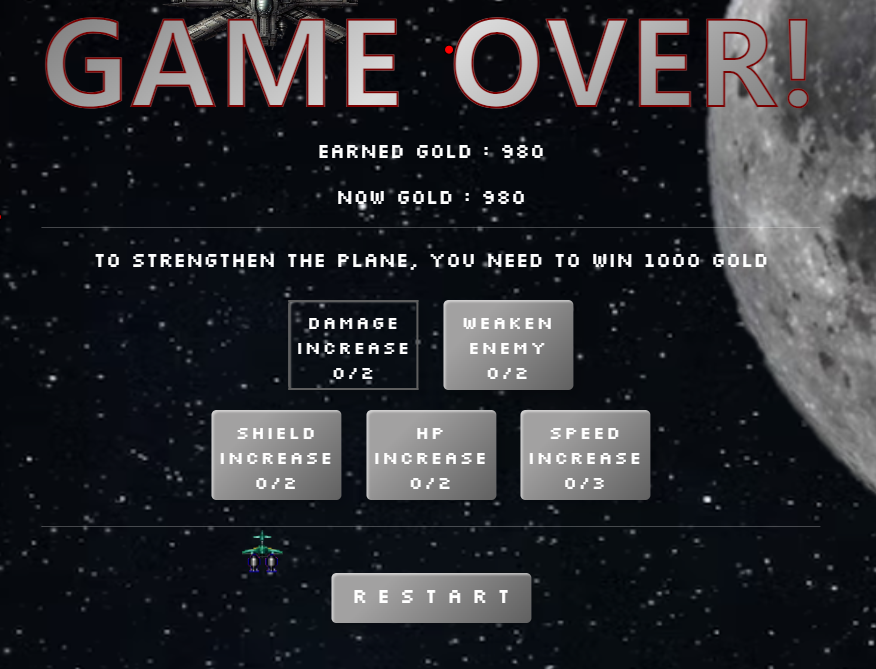 GAME OVER!
EARNED GOLD : 980
NOW GOLD : 980
TO STRENGTHEN THE PLANE, YOU NEED TO WIN 1000 GOLD
DAMAGE
INCREASE
0/2
WEAKEN
ENEMY
0/2
SHIELD
INCREASE
0/2
HP
INCREASE
0/2
SPEED
INCREASE
0/3
RESTART